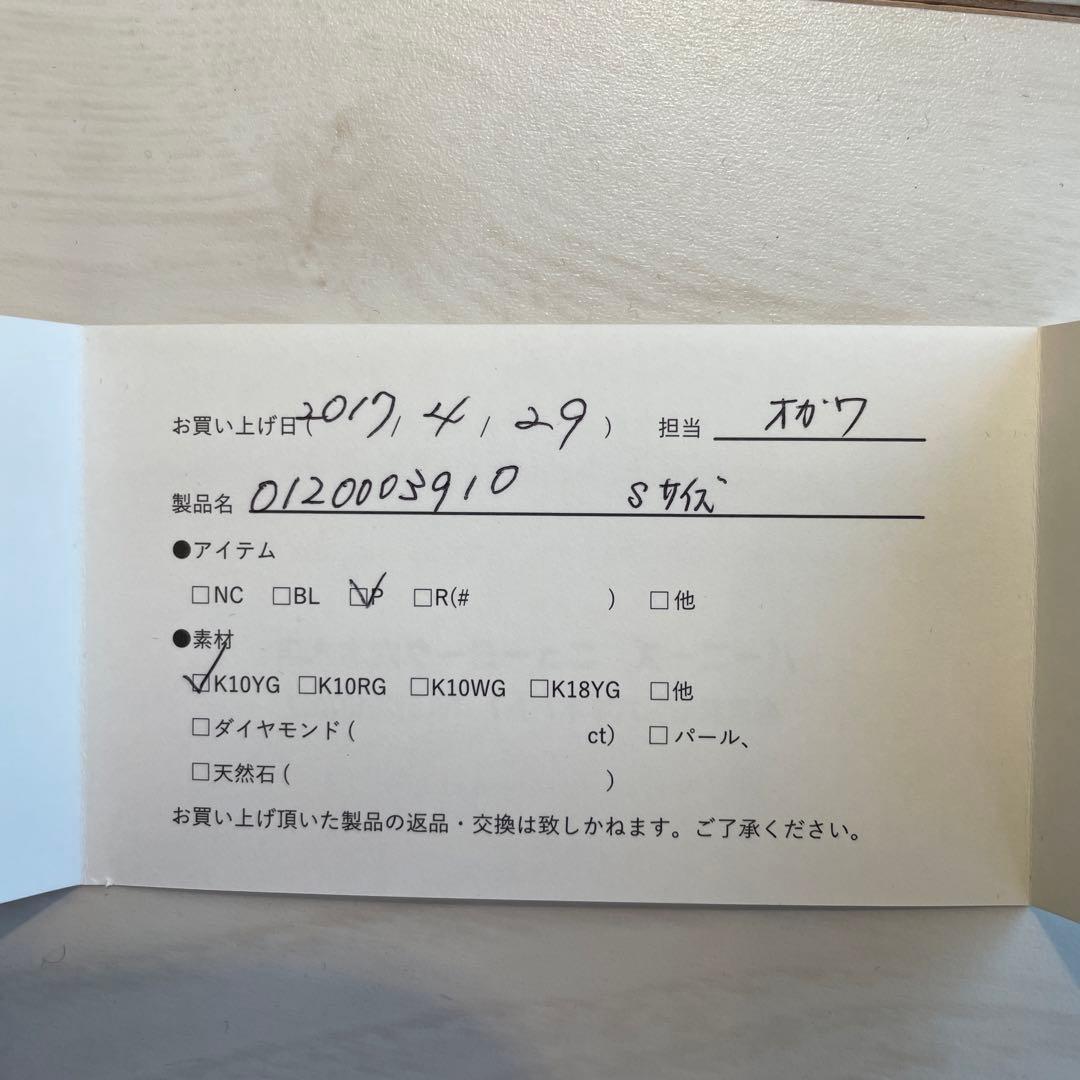 お買い上げ日(2017/ 4 / 29 ) 担当 オガワ
製品名 0120003910 Sサイズ
●アイテム
□NC □BL ☑P □R(# ) □他
●素材
☑K10YG □K10RG □K10WG □K18YG □他
□ダイヤモンド( ct) □パール、
□天然石( )
お買い上げ頂いた製品の返品・交換は致しかねます。ご了承ください。